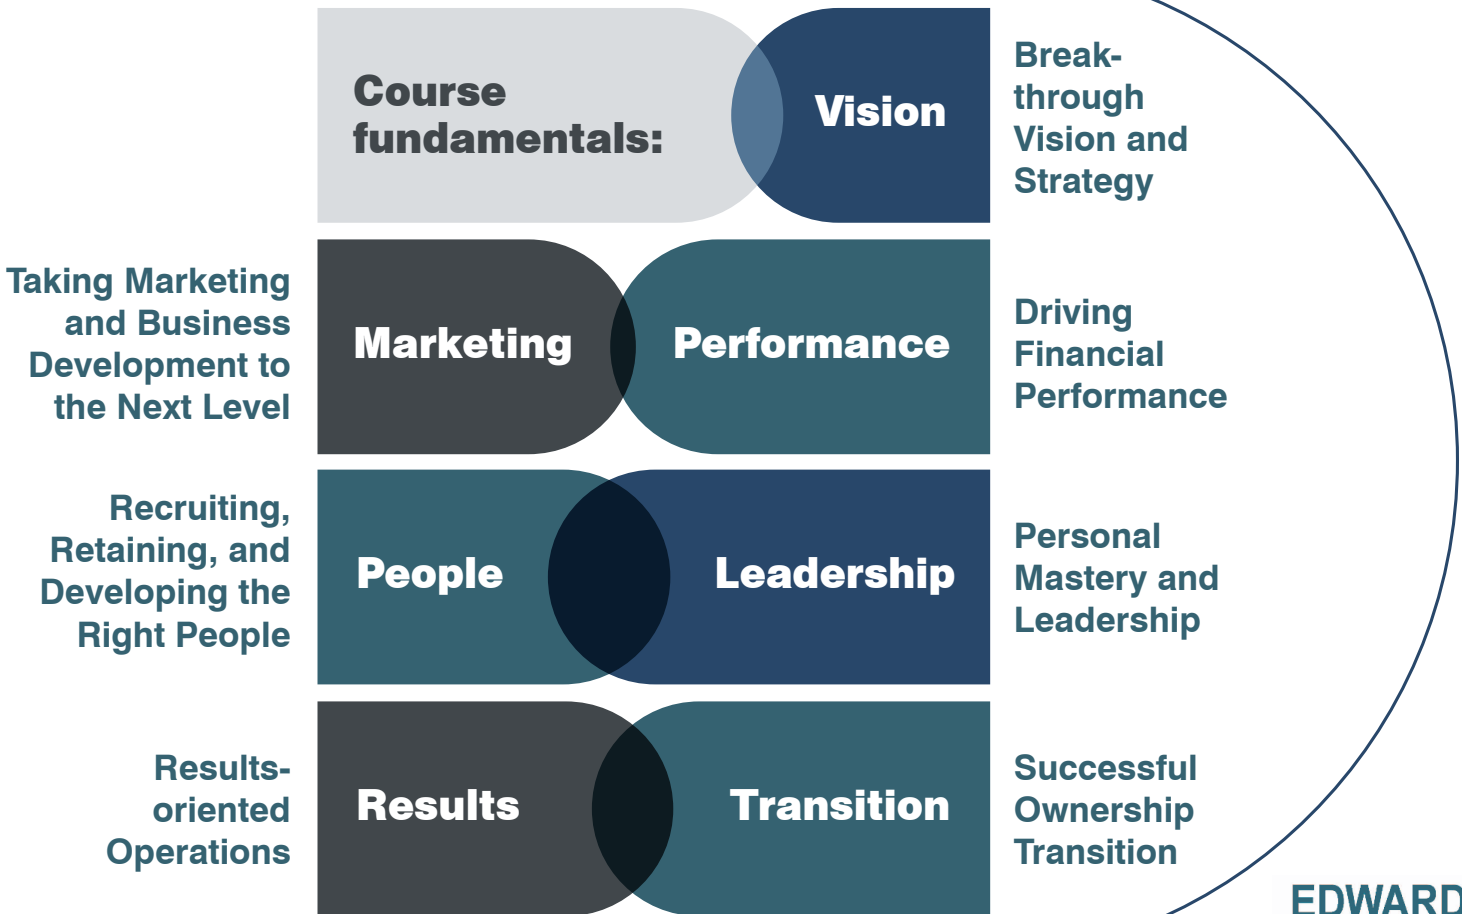 Course
fundamentals:
Vision
Break-
through
Vision and
Strategy
Taking Marketing
and Business
Development to
the Next Level
Marketing
Performance
Driving
Financial
Performance
Recruiting,
Retaining, and
Developing the
Right People
People
Leadership
Personal
Mastery and
Leadership
Results-
oriented
Operations
Results
Transition
Successful
Ownership
Transition
EDWARD